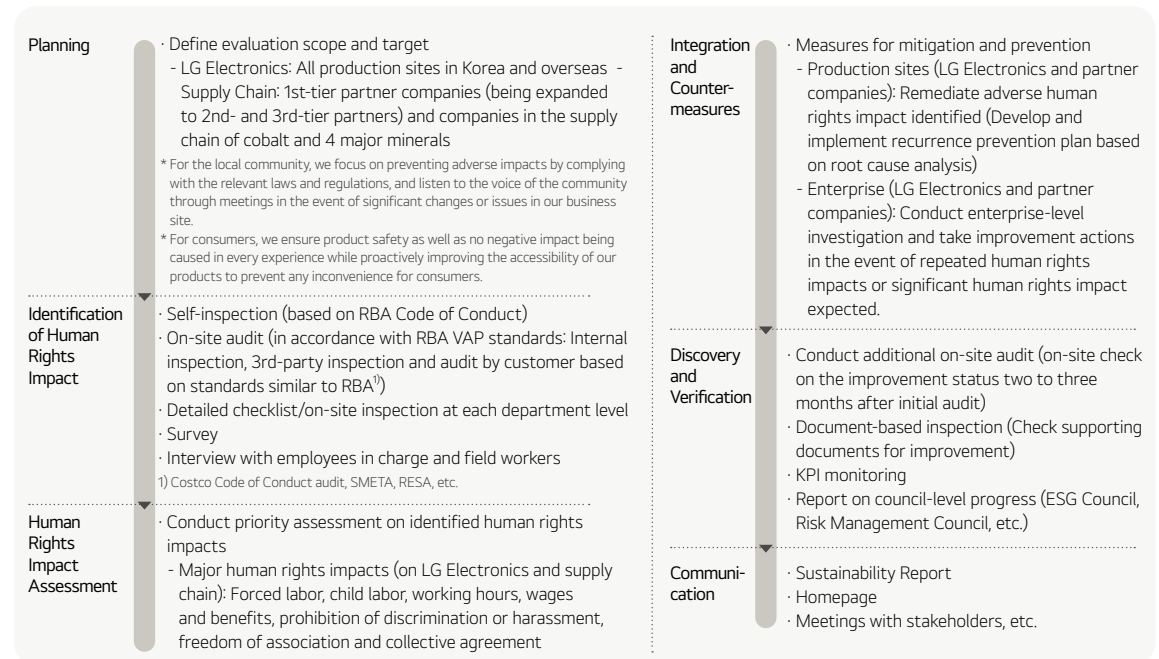 Planning
· Define evaluation scope and target
- LG Electronics: All production sites in Korea and overseas -
Supply Chain: 1st-tier partner companies (being expanded
to 2nd- and 3rd-tier partners) and companies in the supply
chain of cobalt and 4 major minerals
* For the local community, we focus on preventing adverse impacts by complying
with the relevant laws and regulations, and listen to the voice of the community
through meetings in the event of significant changes or issues in our business
site.
* For consumers, we ensure product safety as well as no negative impact being
caused in every experience while proactively improving the accessibility of our
products to prevent any inconvenience for consumers.
Identification
of Human
Rights
Impact
· Self-inspection (based on RBA Code of Conduct)
· On-site audit (in accordance with RBA VAP standards: Internal
inspection, 3rd-party inspection and audit by customer based
on standards similar to RBA1))
· Detailed checklist/on-site inspection at each department level
· Survey
· Interview with employees in charge and field workers
1) Costco Code of Conduct audit, SMETA, RESA, etc.
Human
Rights
Impact
Assessment
· Conduct priority assessment on identified human rights
impacts
- Major human rights impacts (on LG Electronics and supply
chain): Forced labor, child labor, working hours, wages
and benefits, prohibition of discrimination or harassment,
freedom of association and collective agreement
Integration
and
Counter-
measures
· Measures for mitigation and prevention
- Production sites (LG Electronics and partner
companies): Remediate adverse human
rights impact identified (Develop and
implement recurrence prevention plan based
on root cause analysis)
- Enterprise (LG Electronics and partner
companies): Conduct enterprise-level
investigation and take improvement actions
in the event of repeated human rights
impacts or significant human rights impact
expected.
Discovery
and
Verification
· Conduct additional on-site audit (on-site check
on the improvement status two to three
months after initial audit)
· Document-based inspection (Check supporting
documents for improvement)
· KPI monitoring
· Report on council-level progress (ESG Council,
Risk Management Council, etc.)
Communi-
cation
· Sustainability Report
· Homepage
· Meetings with stakeholders, etc.